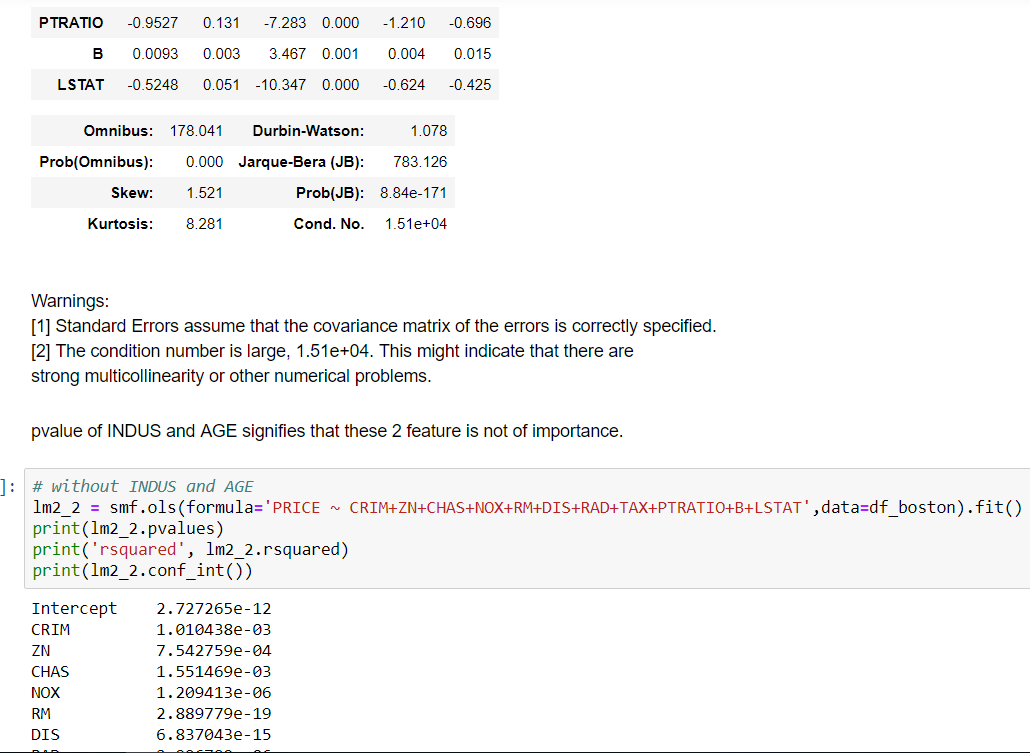 PTRATIO -0.9527 0.131 -7.283 0.000 -1.210 -0.696
B 0.0093 0.003 3.467 0.001 0.004 0.015
LSTAT -0.5248 0.051 -10.347 0.000 -0.624 -0.425
Omnibus: 178.041 Durbin-Watson: 1.078
Prob(Omnibus): 0.000 Jarque-Bera (JB): 783.126
Skew: 1.521 Prob(JB): 8.84e-171
Kurtosis: 8.281 Cond. No. 1.51e+04
Warnings:
[1] Standard Errors assume that the covariance matrix of the errors is correctly specified.
[2] The condition number is large, 1.51e+04. This might indicate that there are
strong multicollinearity or other numerical problems.
pvalue of INDUS and AGE signifies that these 2 feature is not of importance.
]: # without INDUS and AGE
lm2_2 = smf.ols(formula='PRICE ~ CRIM+ZN+CHAS+NOX+RM+DIS+RAD+TAX+PTRATIO+B+LSTAT',data=df_boston).fit()
print(lm2_2.pvalues)
print('rsquared', lm2_2.rsquared)
print(lm2_2.conf_int())
Intercept 2.727265e-12
CRIM 1.010438e-03
ZN 7.542759e-04
CHAS 1.551469e-03
NOX 1.209413e-06
RM 2.889779e-19
DIS 6.837043e-15